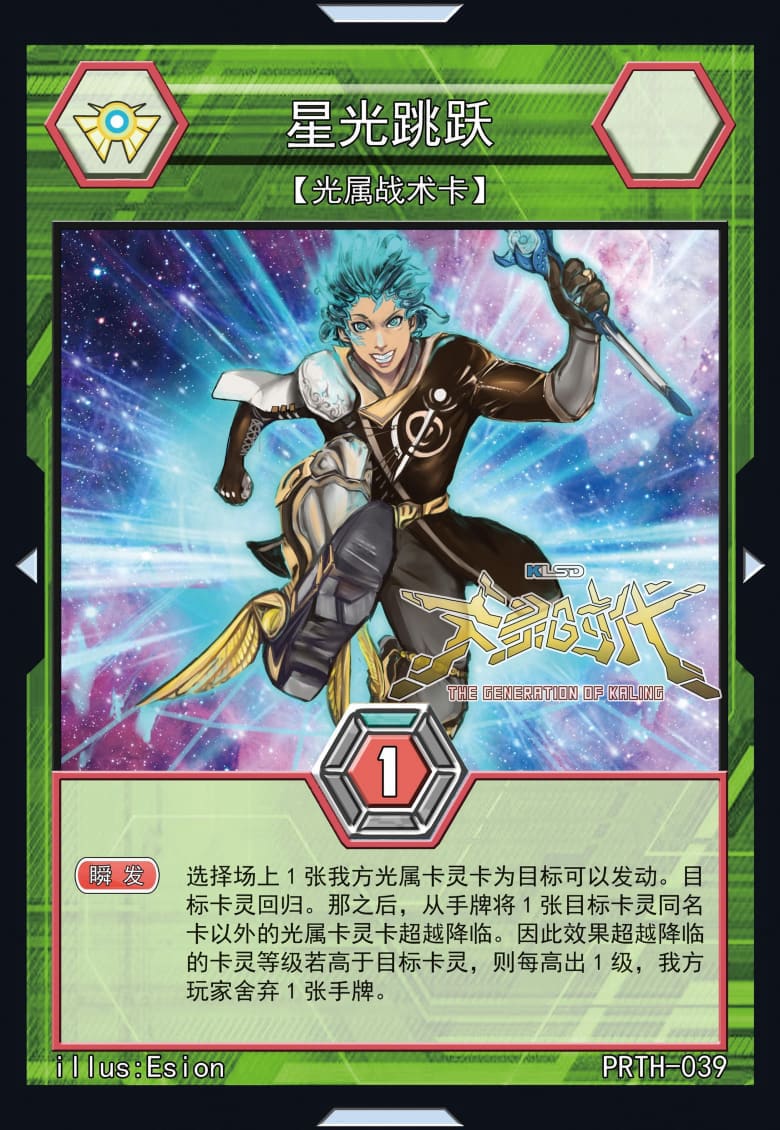 星光跳跃
【光属战术卡】
KLSD
卡灵时代
THE GENERATION OF KALING
1
瞬发
选择场上1张我方光属卡灵卡为目标可以发动。目
标卡灵回归。那之后，从手牌将1张目标卡灵同名
卡以外的光属卡灵卡超越降临。因此效果超越降临
的卡灵等级若高于目标卡灵，则每高出1级，我方
玩家舍弃1张手牌。
illus:Esion
PRTH-039